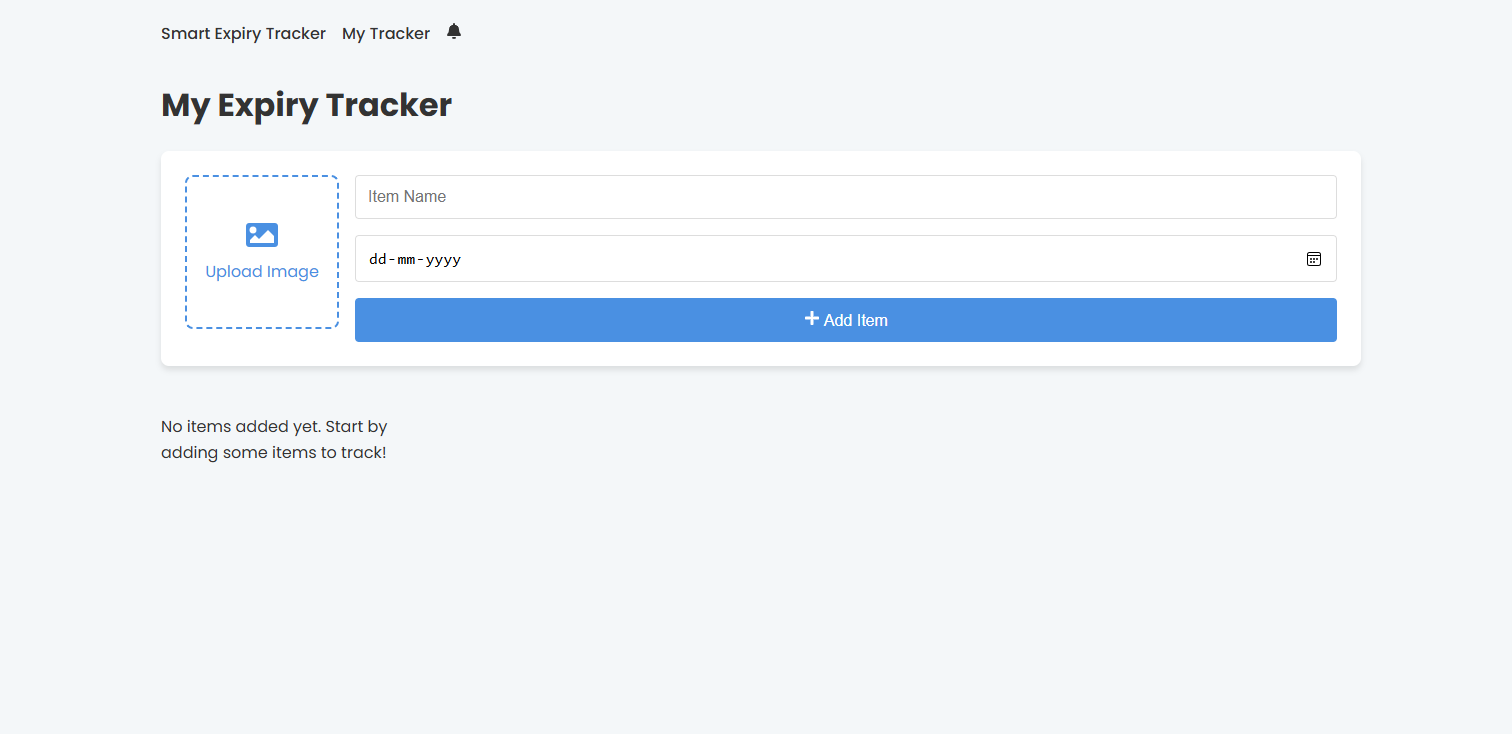 Smart Expiry Tracker My Tracker
My Expiry Tracker
Item Name
Upload Image
dd-mm-yyyy
Add Item
No items added yet. Start by
adding some items to track!